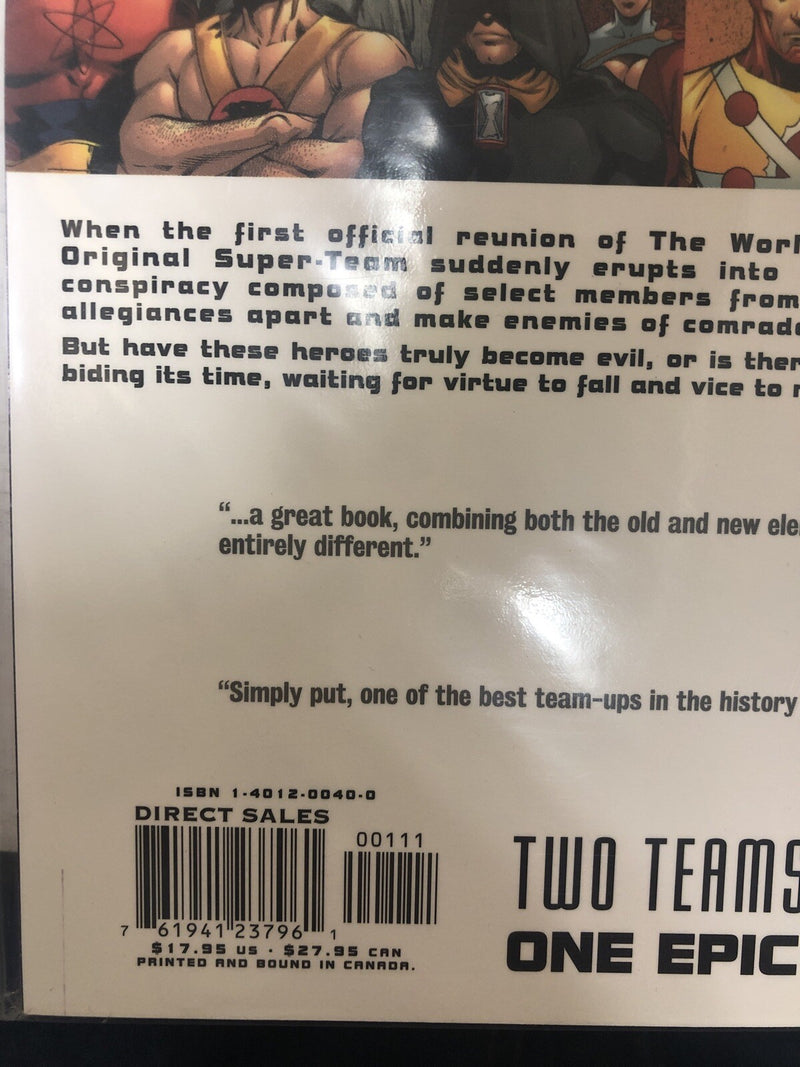 When the first official reunion of The Worl
Original Super-Team suddenly erupts into
conspiracy composed of select members from
allegiances apart and make enemies of comrade
But have these heroes truly become evil, or is ther
biding its time, waiting for virtue to fall and vice to r
“...a great book, combining both the old and new ele
entirely different.”
“Simply put, one of the best team-ups in the history
ISBN 1-4012-0040-0
DIRECT SALES
00111
7 61941 23796 1
$17.95 US · $27.95 CAN
PRINTED AND BOUND IN CANADA.
TWO TEAMS
ONE EPIC